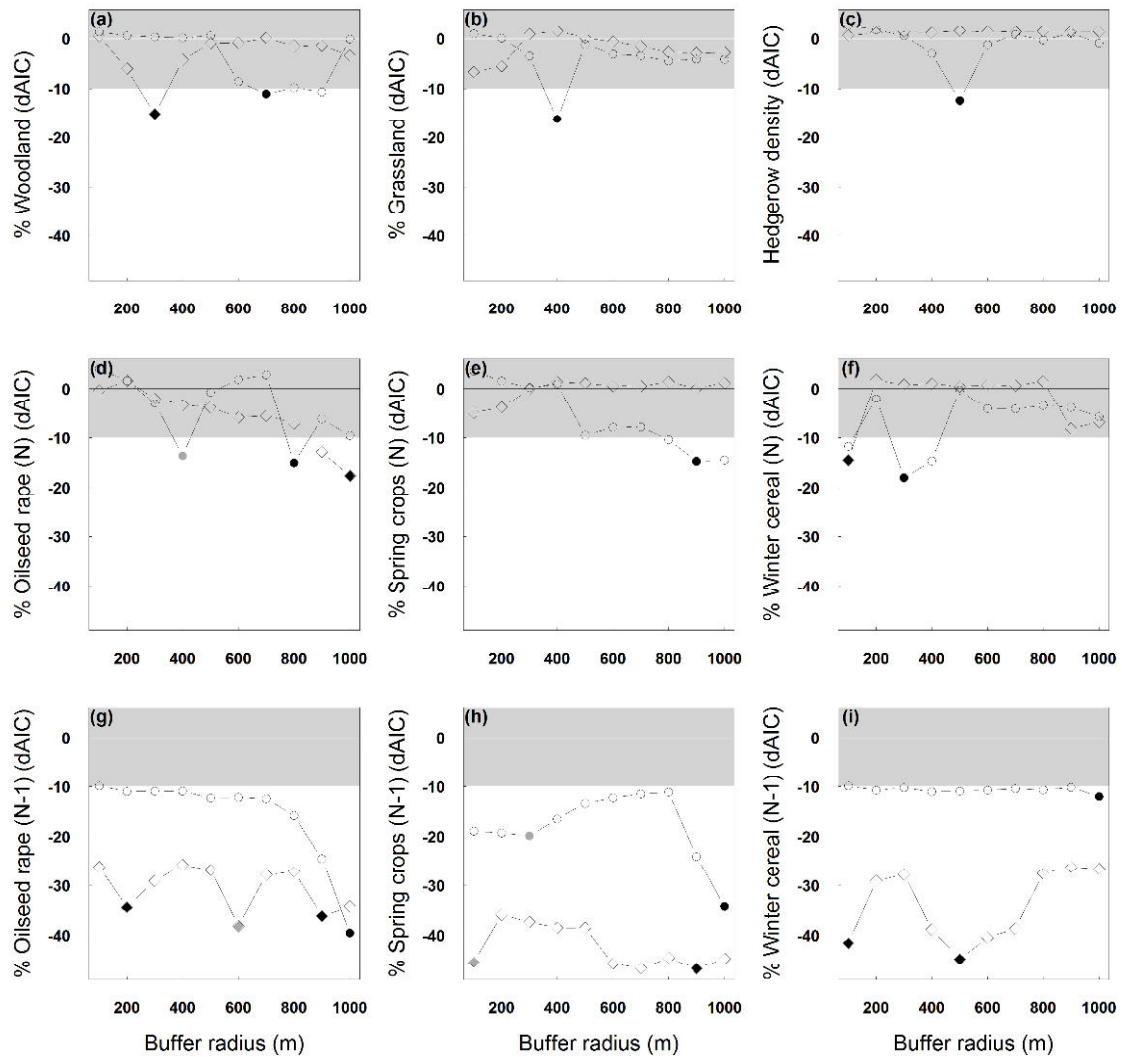 (a) (b) (c)
% Woodland (dAIC) % Grassland (dAIC) Hedgerow density (dAIC)
0 0 0
-10 -10 -10
-20 -20 -20
-30 -30 -30
-40 -40 -40
200 400 600 800 1000 200 400 600 800 1000 200 400 600 800 1000
(d) (e) (f)
% Oilseed rape (N) (dAIC) % Spring crops (N) (dAIC) % Winter cereal (N) (dAIC)
0 0 0
-10 -10 -10
-20 -20 -20
-30 -30 -30
-40 -40 -40
200 400 600 800 1000 200 400 600 800 1000 200 400 600 800 1000
(g) (h) (i)
% Oilseed rape (N-1) (dAIC) % Spring crops (N-1) (dAIC) % Winter cereal (N-1) (dAIC)
0 0 0
-10 -10 -10
-20 -20 -20
-30 -30 -30
-40 -40 -40
200 400 600 800 1000 200 400 600 800 1000 200 400 600 800 1000
Buffer radius (m) Buffer radius (m) Buffer radius (m)